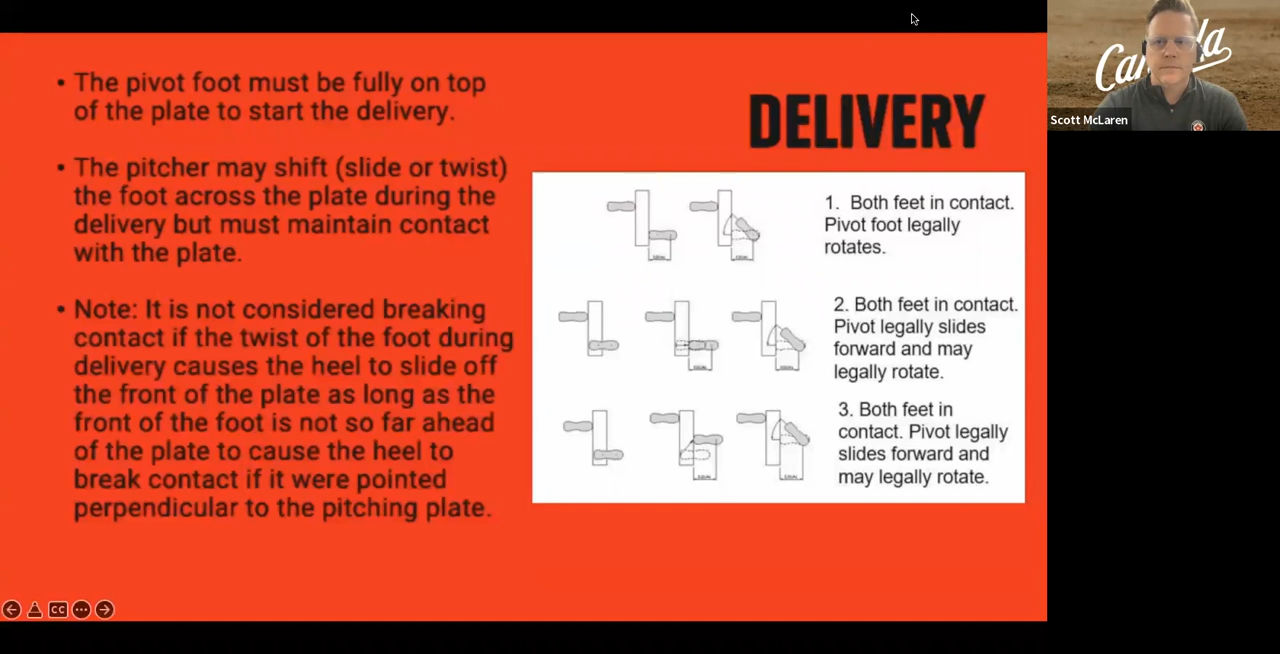 • The pivot foot must be fully on top
of the plate to start the delivery.
• The pitcher may shift (slide or twist)
the foot across the plate during the
delivery but must maintain contact
with the plate.
• Note: It is not considered breaking
contact if the twist of the foot during
delivery causes the heel to slide off
the front of the plate as long as the
front of the foot is not so far ahead
of the plate to cause the heel to
break contact if it were pointed
perpendicular to the pitching plate.
DELIVERY
1. Both feet in contact.
Pivot foot legally
rotates.
2. Both feet in contact.
Pivot legally slides
forward and may
legally rotate.
3. Both feet in
contact. Pivot legally
slides forward and
may legally rotate.
CC
Scott McLaren